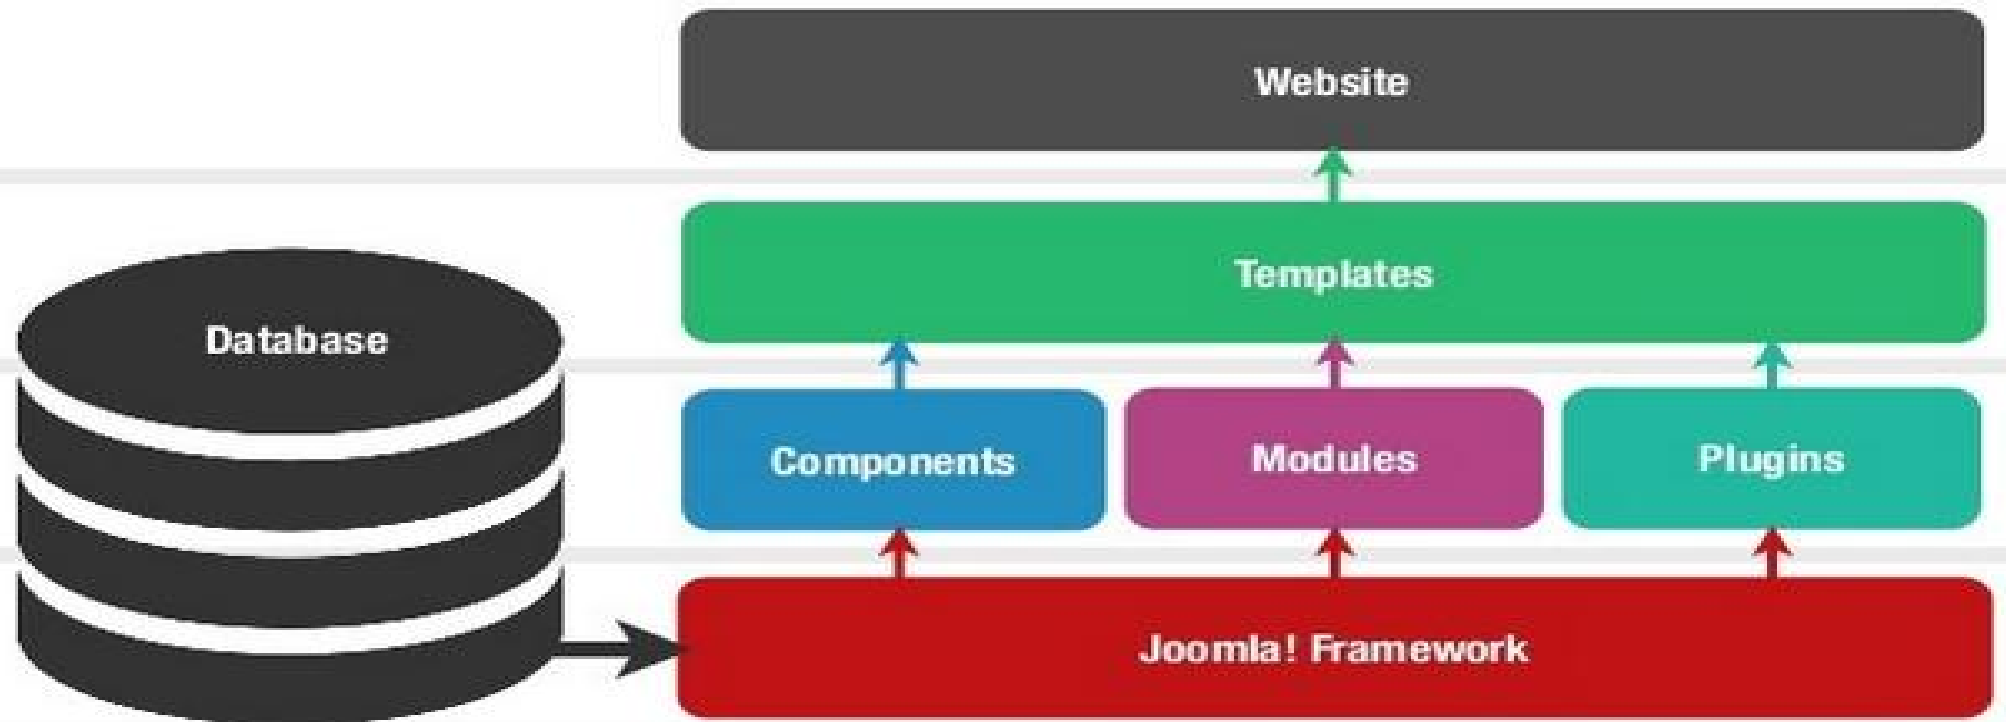 Website
Templates
Database
Components
Modules
Plugins
Joomla! Framework